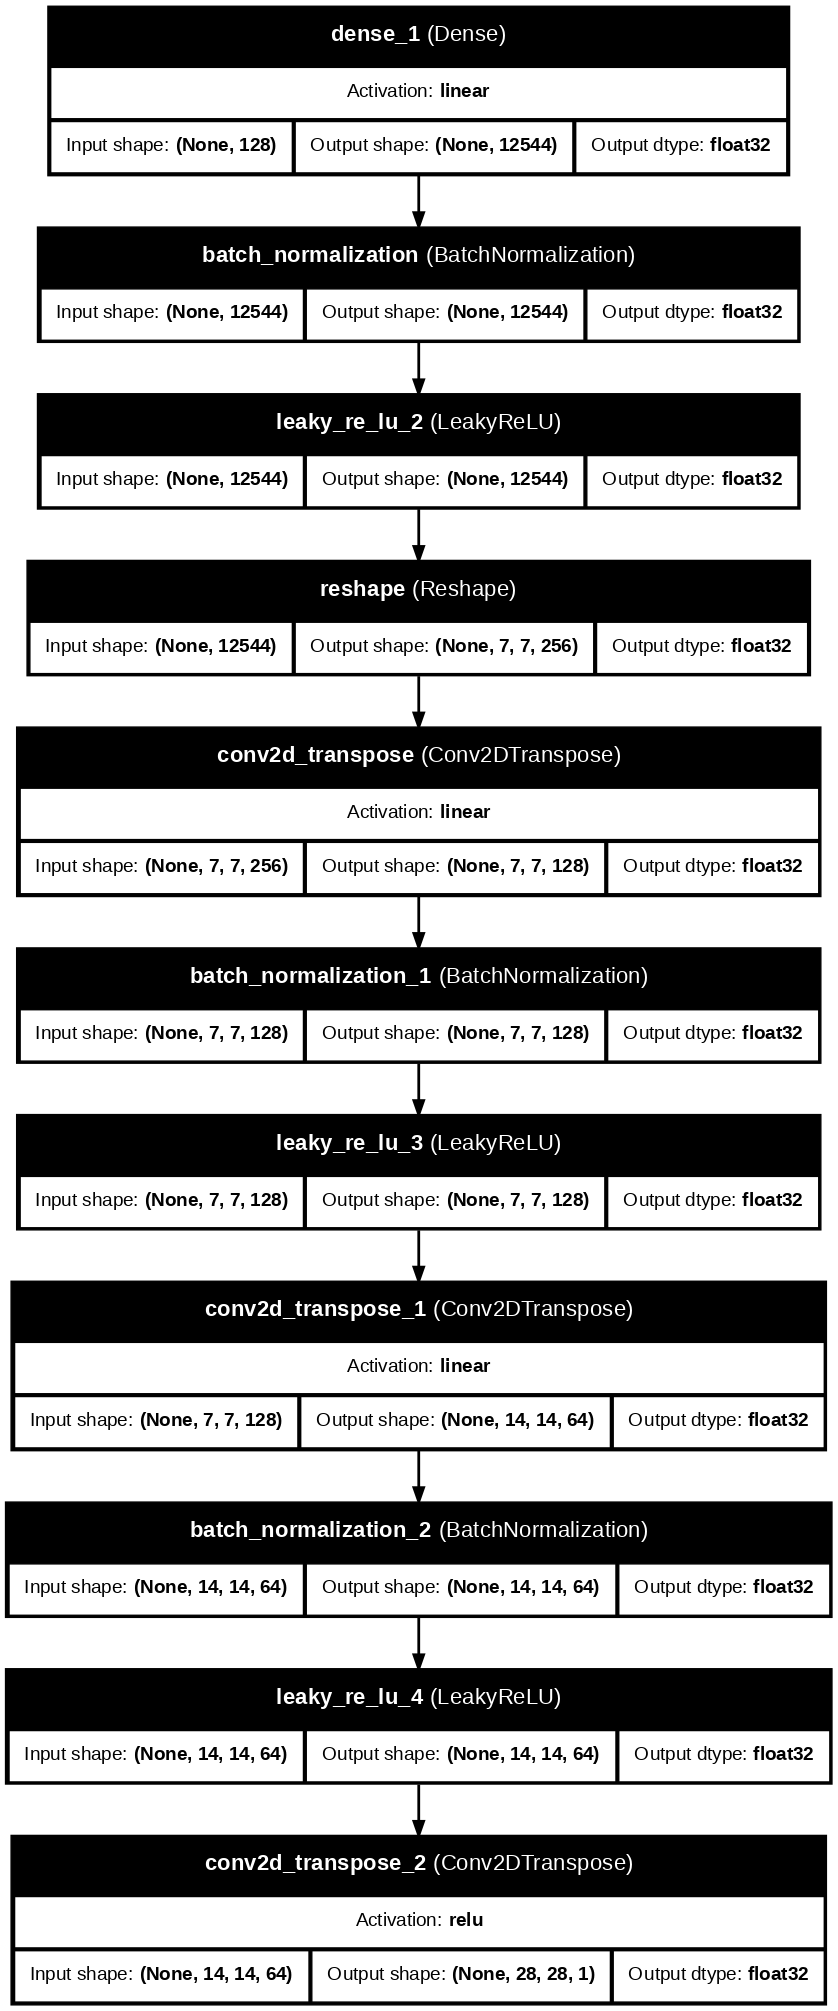 dense_1 (Dense)
Activation: linear
Input shape: (None, 128) Output shape: (None, 12544) Output dtype: float32
batch_normalization (BatchNormalization)
Input shape: (None, 12544) Output shape: (None, 12544) Output dtype: float32
leaky_re_lu_2 (LeakyReLU)
Input shape: (None, 12544) Output shape: (None, 12544) Output dtype: float32
reshape (Reshape)
Input shape: (None, 12544) Output shape: (None, 7, 7, 256) Output dtype: float32
conv2d_transpose (Conv2DTranspose)
Activation: linear
Input shape: (None, 7, 7, 256) Output shape: (None, 7, 7, 128) Output dtype: float32
batch_normalization_1 (BatchNormalization)
Input shape: (None, 7, 7, 128) Output shape: (None, 7, 7, 128) Output dtype: float32
leaky_re_lu_3 (LeakyReLU)
Input shape: (None, 7, 7, 128) Output shape: (None, 7, 7, 128) Output dtype: float32
conv2d_transpose_1 (Conv2DTranspose)
Activation: linear
Input shape: (None, 7, 7, 128) Output shape: (None, 14, 14, 64) Output dtype: float32
batch_normalization_2 (BatchNormalization)
Input shape: (None, 14, 14, 64) Output shape: (None, 14, 14, 64) Output dtype: float32
leaky_re_lu_4 (LeakyReLU)
Input shape: (None, 14, 14, 64) Output shape: (None, 14, 14, 64) Output dtype: float32
conv2d_transpose_2 (Conv2DTranspose)
Activation: relu
Input shape: (None, 14, 14, 64) Output shape: (None, 28, 28, 1) Output dtype: float32